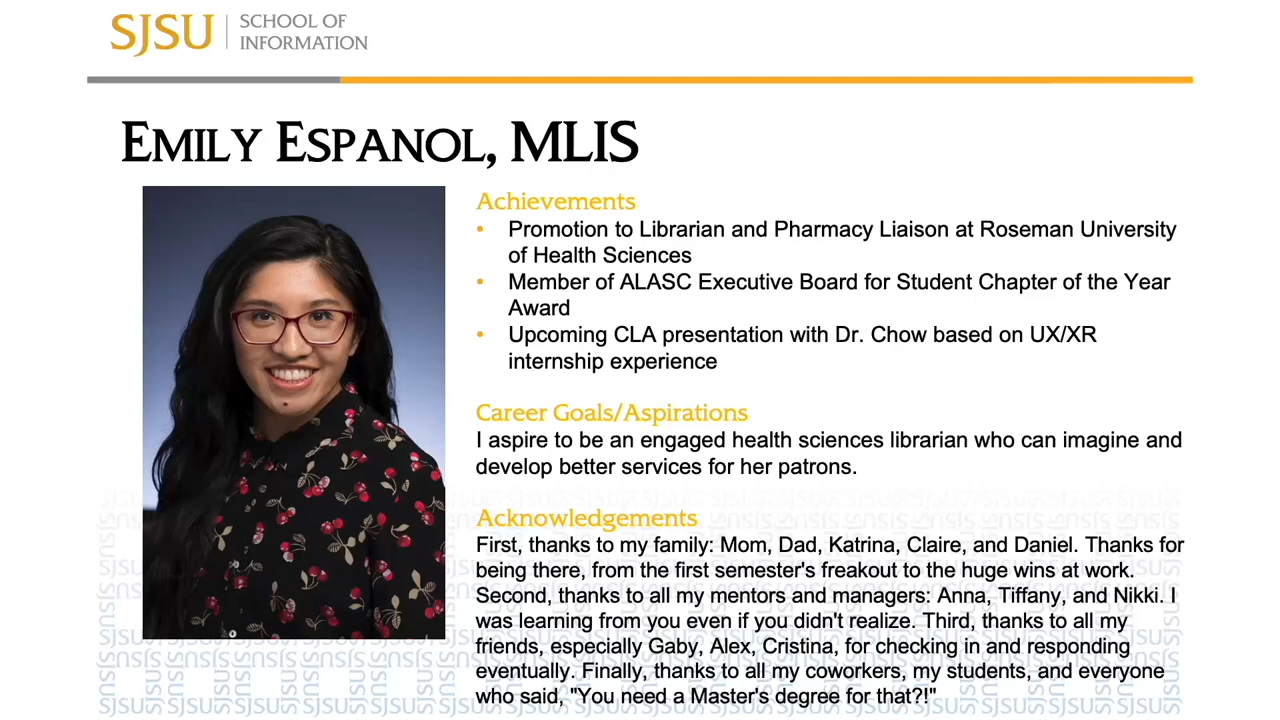 SJSU SCHOOL OF
INFORMATION
EMILY ESPANOL, MLIS
Achievements
• Promotion to Librarian and Pharmacy Liaison at Roseman University
of Health Sciences
• Member of ALASC Executive Board for Student Chapter of the Year
Award
• Upcoming CLA presentation with Dr. Chow based on UX/XR
internship experience
Career Goals/Aspirations
I aspire to be an engaged health sciences librarian who can imagine and
develop better services for her patrons.
Acknowledgements
First, thanks to my family: Mom, Dad, Katrina, Claire, and Daniel. Thanks for
being there, from the first semester's freakout to the huge wins at work.
Second, thanks to all my mentors and managers: Anna, Tiffany, and Nikki. I
was learning from you even if you didn't realize. Third, thanks to all my
friends, especially Gaby, Alex, Cristina, for checking in and responding
eventually. Finally, thanks to all my coworkers, my students, and everyone
who said, "You need a Master's degree for that?!"